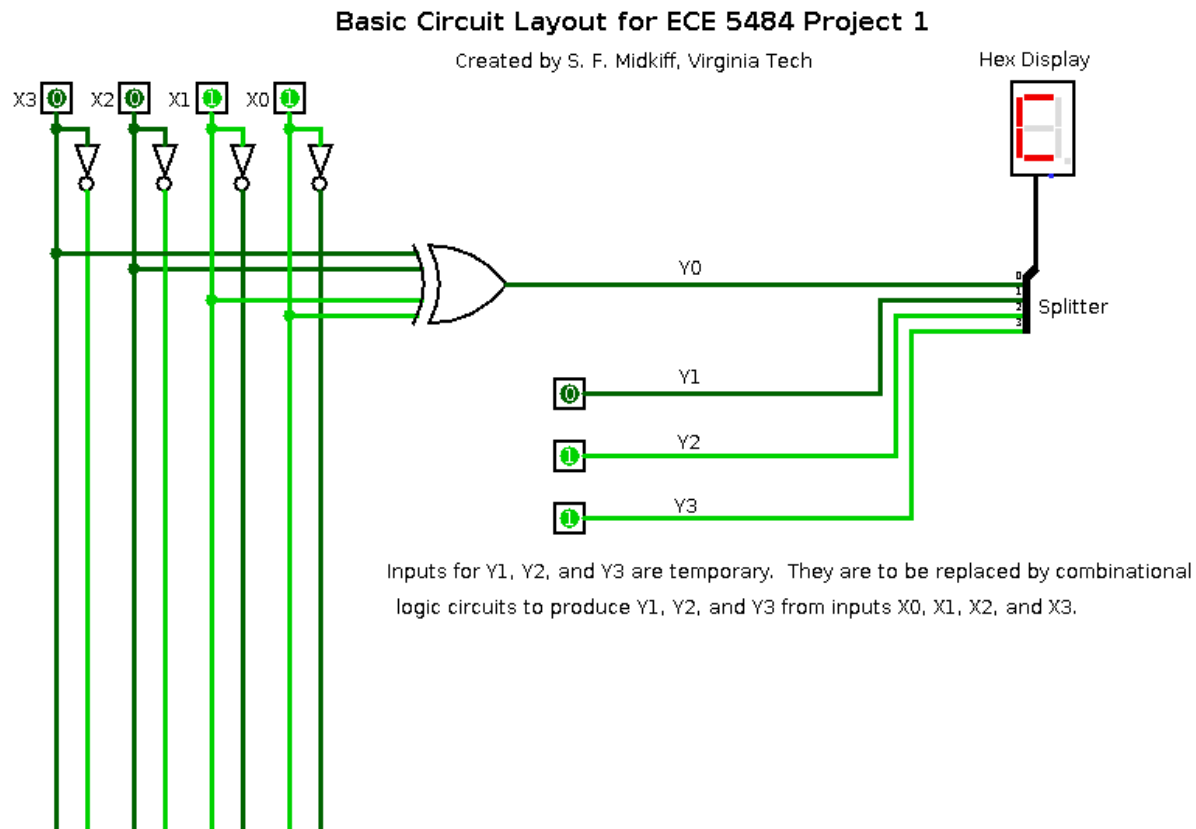 Basic Circuit Layout for ECE 5484 Project 1
Created by S. F. Midkiff, Virginia Tech
Hex Display
X3 0 X2 0 X1 1 X0 1
Y0
0
1
2
3
Splitter
Y1
0
Y2
1
Y3
1
Inputs for Y1, Y2, and Y3 are temporary.  They are to be replaced by combinational
logic circuits to produce Y1, Y2, and Y3 from inputs X0, X1, X2, and X3.